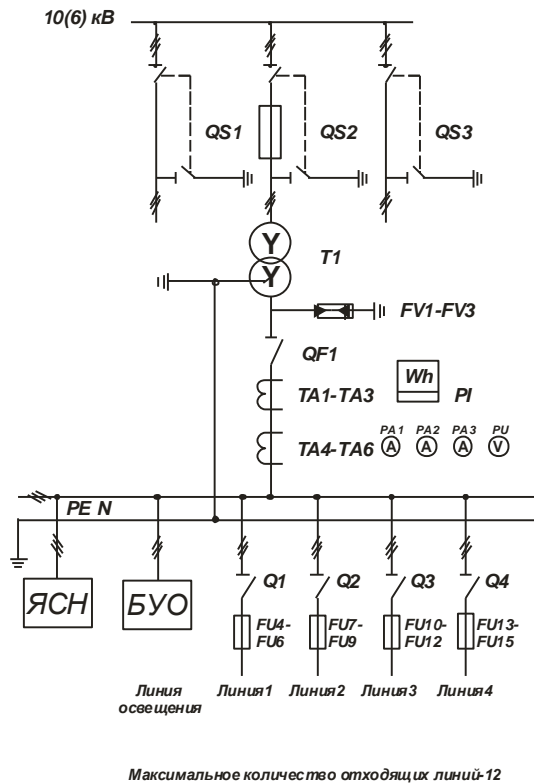 10(6) кВ
QS1
QS2
QS3
Y
Y
T1
FV1-FV3
QF1
Wh
TA1-TA3
PI
PA1 PA2 PA3 PU
TA4-TA6
A A A V
PE N
Q1 Q2 Q3 Q4
ЯСН
БУО
FU4-
FU6
FU7-
FU9
FU10-
FU12
FU13-
FU15
Линия
освещения
Линия1
Линия2
Линия3
Линия4
Максимальное количество отходящих линий-12